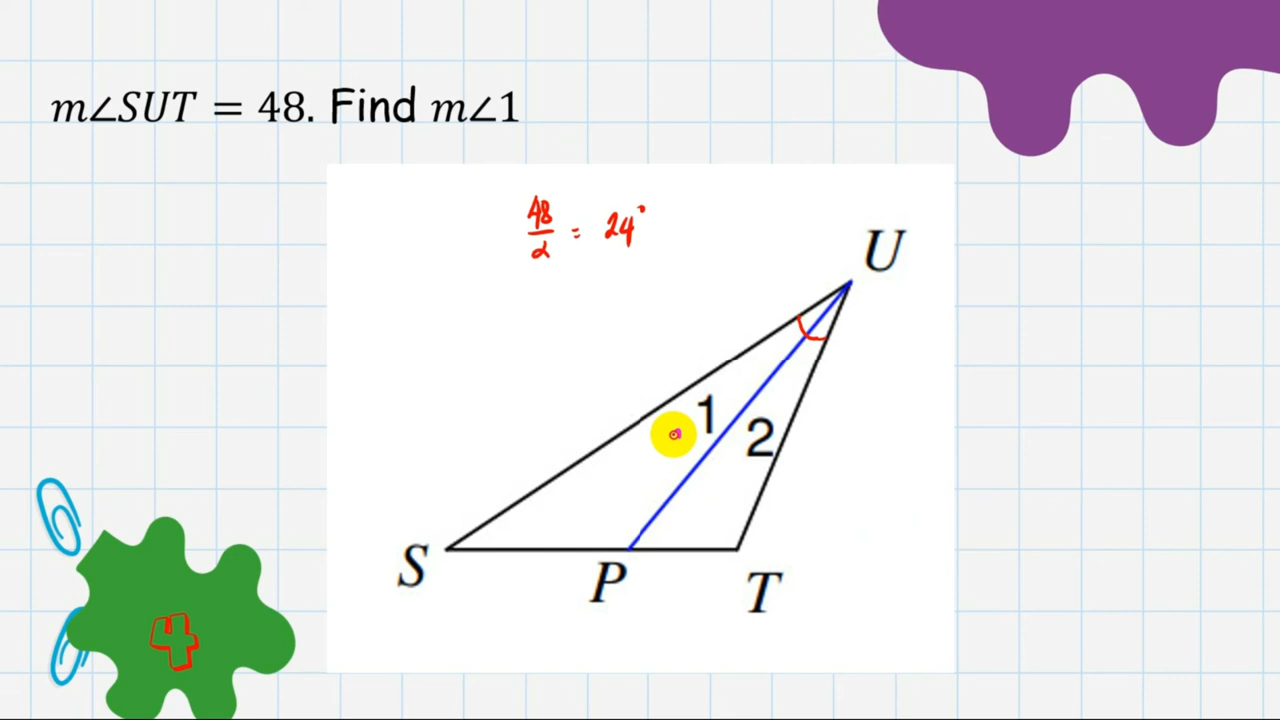 m∠SUT = 48. Find m∠1
48/2 = 24°
U
1
2
S
P
T
4